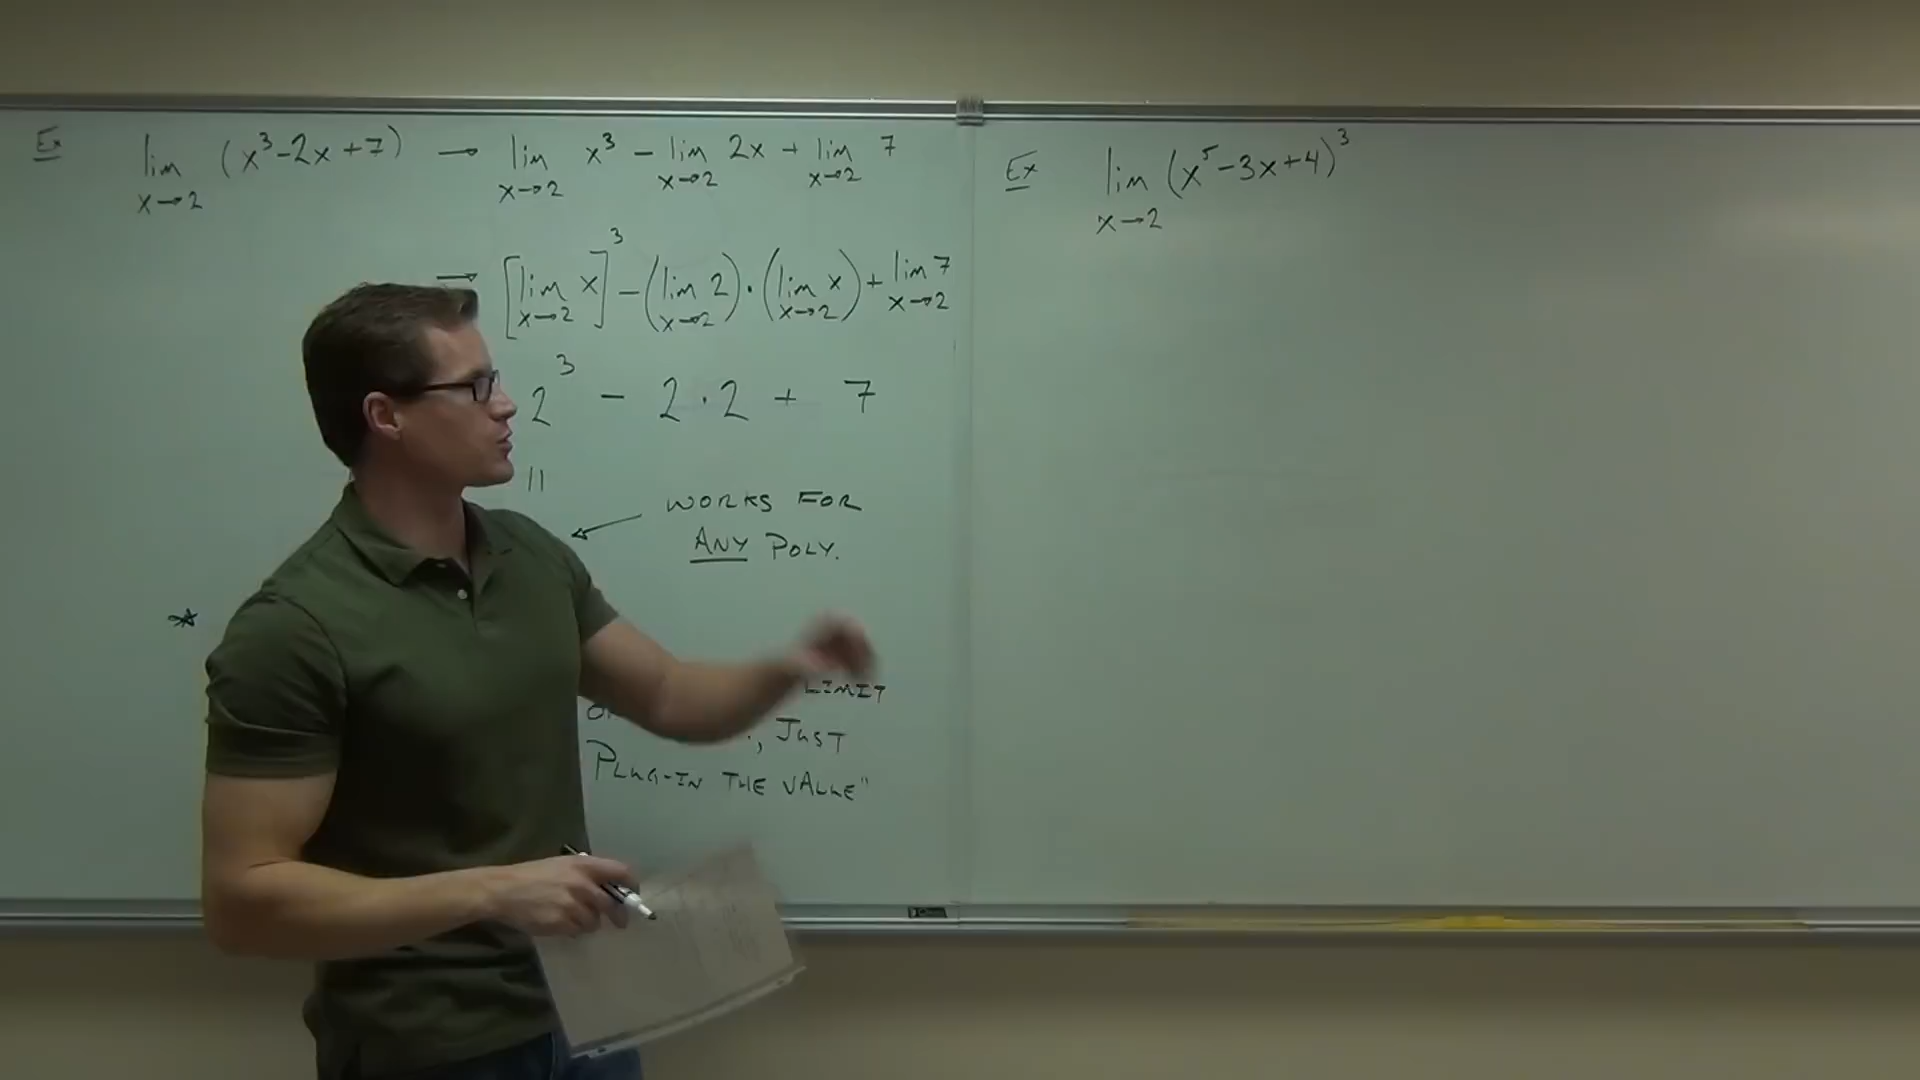 Ex lim x→2 (x³-2x+7) → lim x→2 x³ - lim x→2 2x + lim x→2 7
→ [lim x→2 x]³ - (lim x→2 2)·(lim x→2 x) + lim x→2 7
2³ - 2·2 + 7
11
← WORKS FOR
ANY POLY.
*
LIMIT
, JUST
PLUG-IN THE VALUE"
Ex lim x→2 (x⁵-3x+4)³